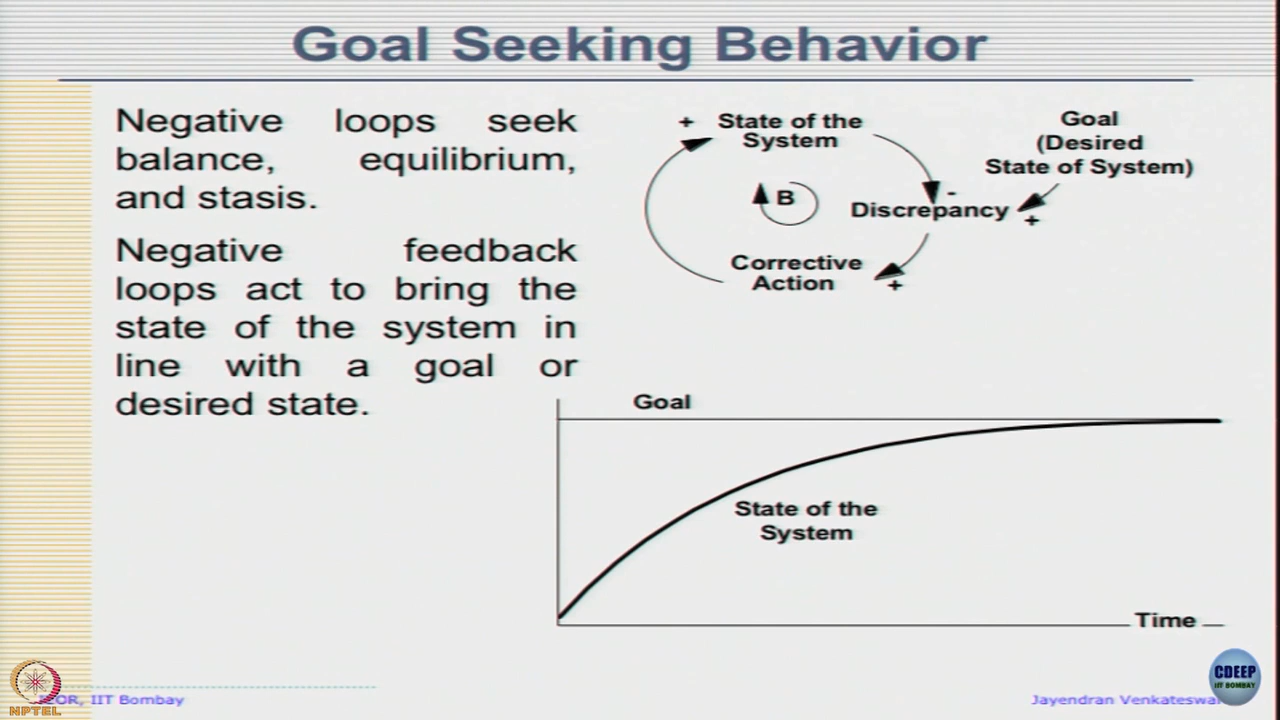 Goal Seeking Behavior
Negative loops seek
balance, equilibrium,
and stasis.
Negative feedback
loops act to bring the
state of the system in
line with a goal or
desired state.
+ State of the
System
Goal
(Desired
State of System)
B
-
Discrepancy
+
Corrective
Action
+
Goal
State of the
System
Time
IIT Bombay
NPTEL
CDEEP
IIT BOMBAY
Jayendran